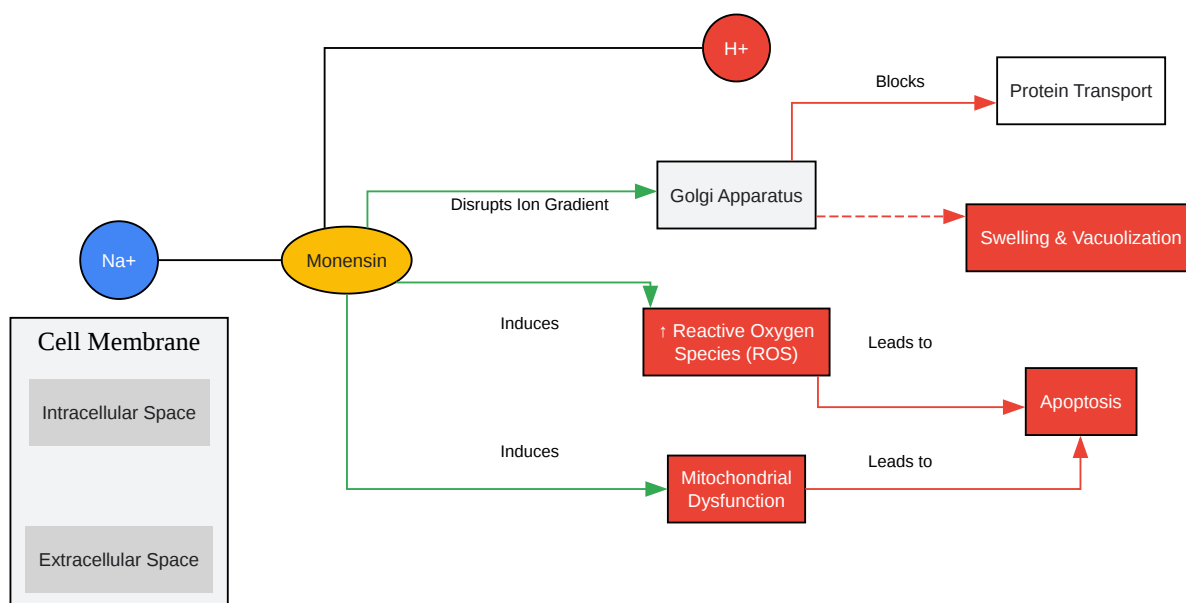 H+
Blocks
Protein Transport
Golgi Apparatus
Disrupts Ion Gradient
Swelling & Vacuolization
Na+
Monensin
Induces
↑ Reactive Oxygen
Species (ROS)
Leads to
Cell Membrane
Intracellular Space
Apoptosis
Induces
Leads to
Mitochondrial
Dysfunction
Extracellular Space